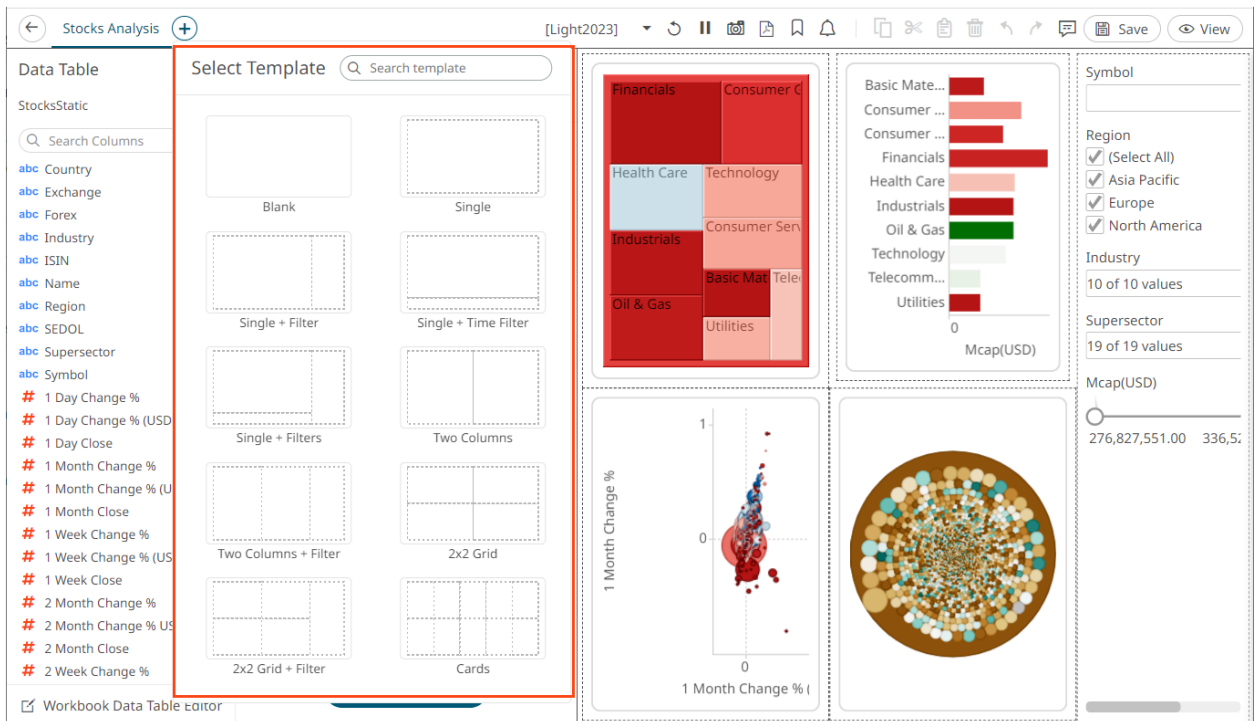 Stocks Analysis
[Light2023]
Save
View
Data Table
StocksStatic
Search Columns
abc Country
abc Exchange
abc Forex
abc Industry
abc ISIN
abc Name
abc Region
abc SEDOL
abc Supersector
abc Symbol
# 1 Day Change %
# 1 Day Change % (USD
# 1 Day Close
# 1 Month Change %
# 1 Month Change % (U
# 1 Month Close
# 1 Week Change %
# 1 Week Change % (US
# 1 Week Close
# 2 Month Change %
# 2 Month Change % US
# 2 Month Close
# 2 Week Change %
Workbook Data Table Editor
Select Template
Search template
Blank
Single
Single + Filter
Single + Time Filter
Single + Filters
Two Columns
Two Columns + Filter
2x2 Grid
2x2 Grid + Filter
Cards
Financials
Consumer G
Health Care
Technology
Consumer Serv
Industrials
Basic Mat
Tele
Oil & Gas
Utilities
Basic Mate...
Consumer ...
Consumer ...
Financials
Health Care
Industrials
Oil & Gas
Technology
Telecomm...
Utilities
0
Mcap(USD)
1 Month Change %
1
0
0
1 Month Change % (
Symbol
Region
(Select All)
Asia Pacific
Europe
North America
Industry
10 of 10 values
Supersector
19 of 19 values
Mcap(USD)
276,827,551.00 336,52